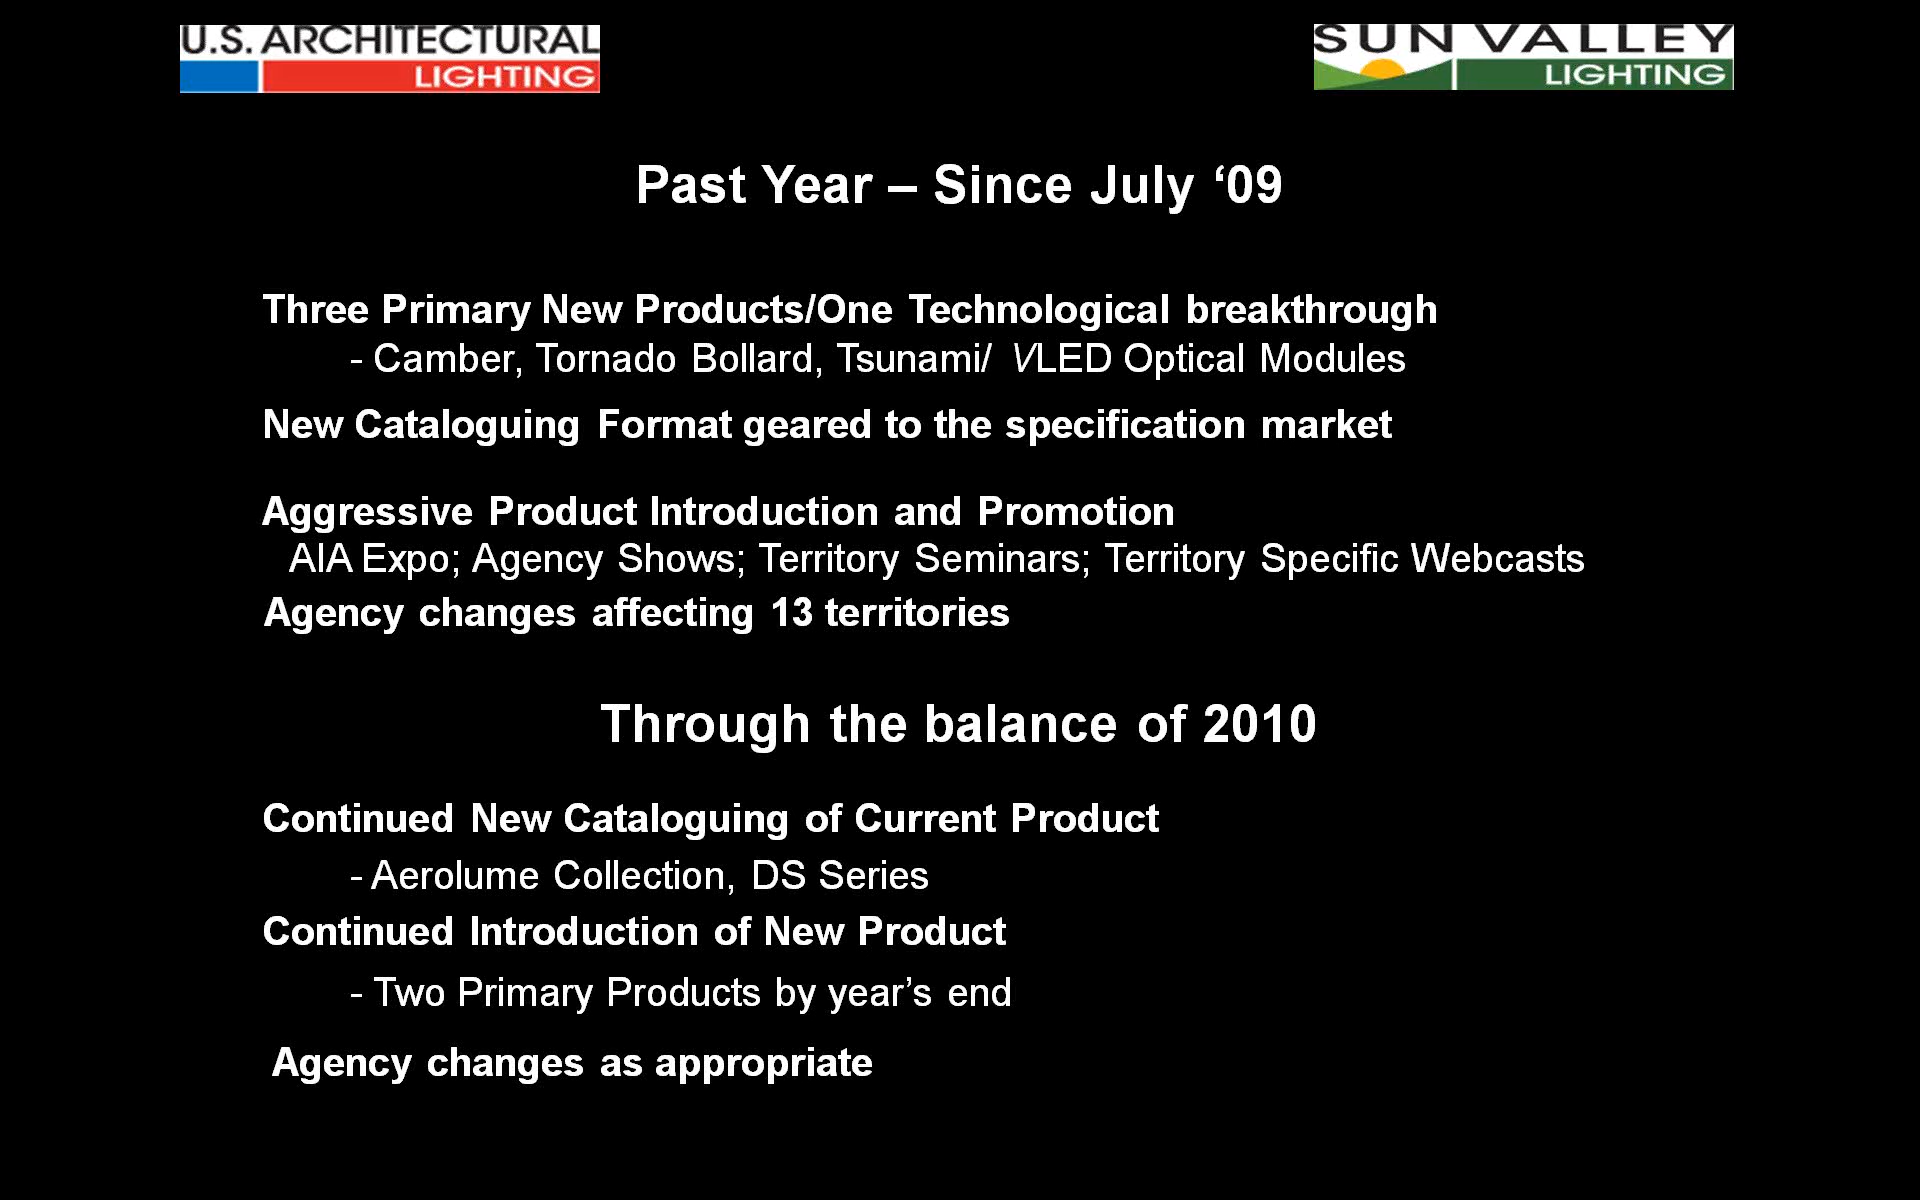 U.S. ARCHITECTURAL
LIGHTING
SUN VALLEY
LIGHTING
Past Year – Since July ‘09
Three Primary New Products/One Technological breakthrough
- Camber, Tornado Bollard, Tsunami/ VLED Optical Modules
New Cataloguing Format geared to the specification market
Aggressive Product Introduction and Promotion
AIA Expo; Agency Shows; Territory Seminars; Territory Specific Webcasts
Agency changes affecting 13 territories
Through the balance of 2010
Continued New Cataloguing of Current Product
- Aerolume Collection, DS Series
Continued Introduction of New Product
- Two Primary Products by year’s end
Agency changes as appropriate